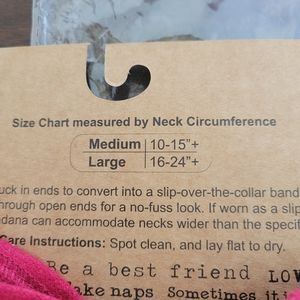 Size Chart measured by Neck Circumference
Medium | 10-15"+
Large | 16-24"+
uck in ends to convert into a slip-over-the-collar band
hrough open ends for a no-fuss look. If worn as a slip
dana can accommodate necks wider than the specif
Care Instructions: Spot clean, and lay flat to dry.
Be a best friend LOV
ake naps Sometimes it i